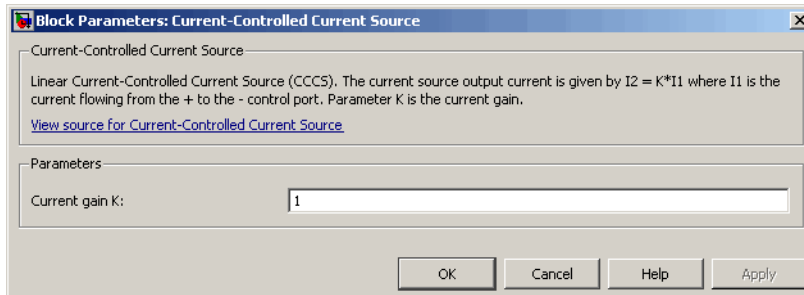 Block Parameters: Current-Controlled Current Source
Current-Controlled Current Source
Linear Current-Controlled Current Source (CCCS). The current source output current is given by I2 = K*I1 where I1 is the
current flowing from the + to the - control port. Parameter K is the current gain.
View source for Current-Controlled Current Source
Parameters
Current gain K: 1
OK Cancel Help Apply